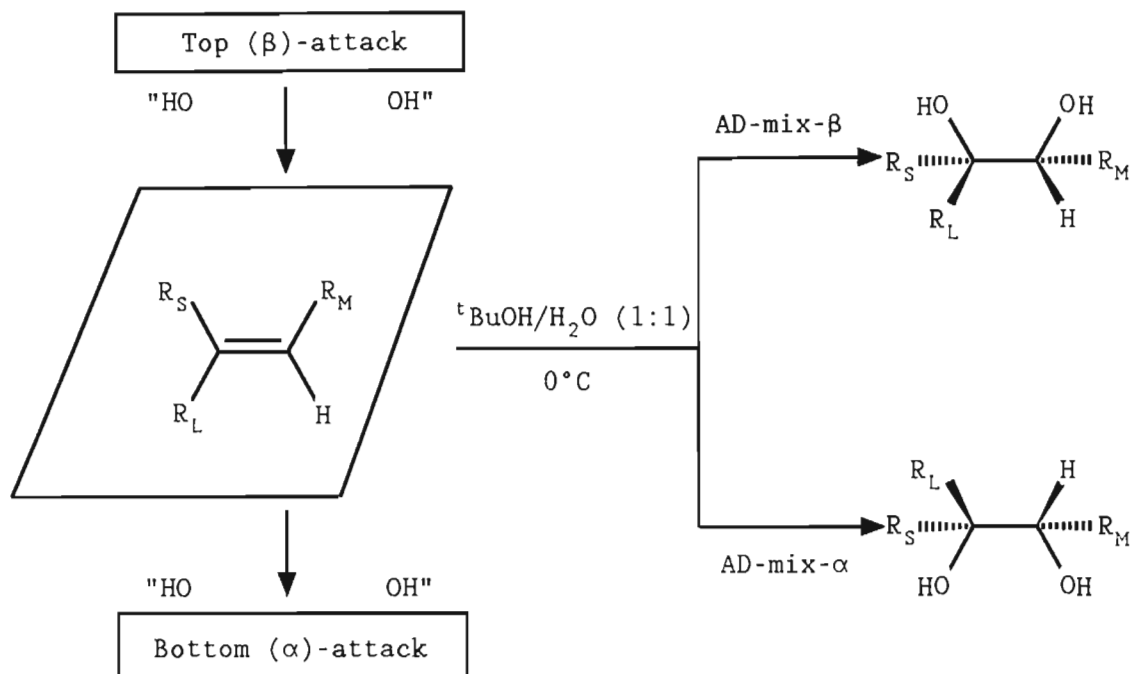 Top (β)-attack
"HO OH"
AD-mix-β
HO OH
R_S R_M
R_L H
R_S R_M
R_L H
ᵗBuOH/H₂O (1:1)
0°C
R_L H
R_S R_M
HO OH
AD-mix-α
"HO OH"
Bottom (α)-attack